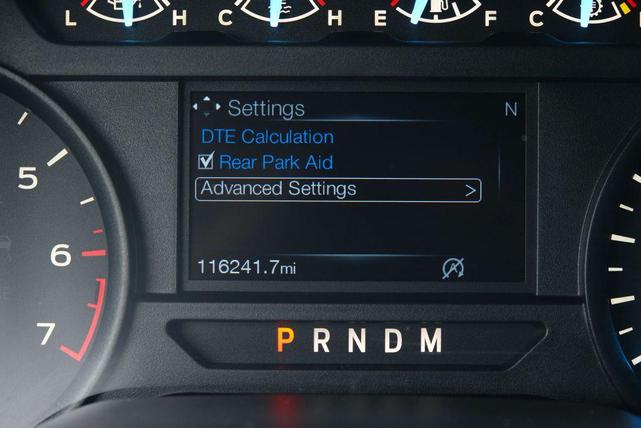 L H C H E F C
Settings N
DTE Calculation
Rear Park Aid
Advanced Settings >
5
6
7
116241.7mi
P R N D M